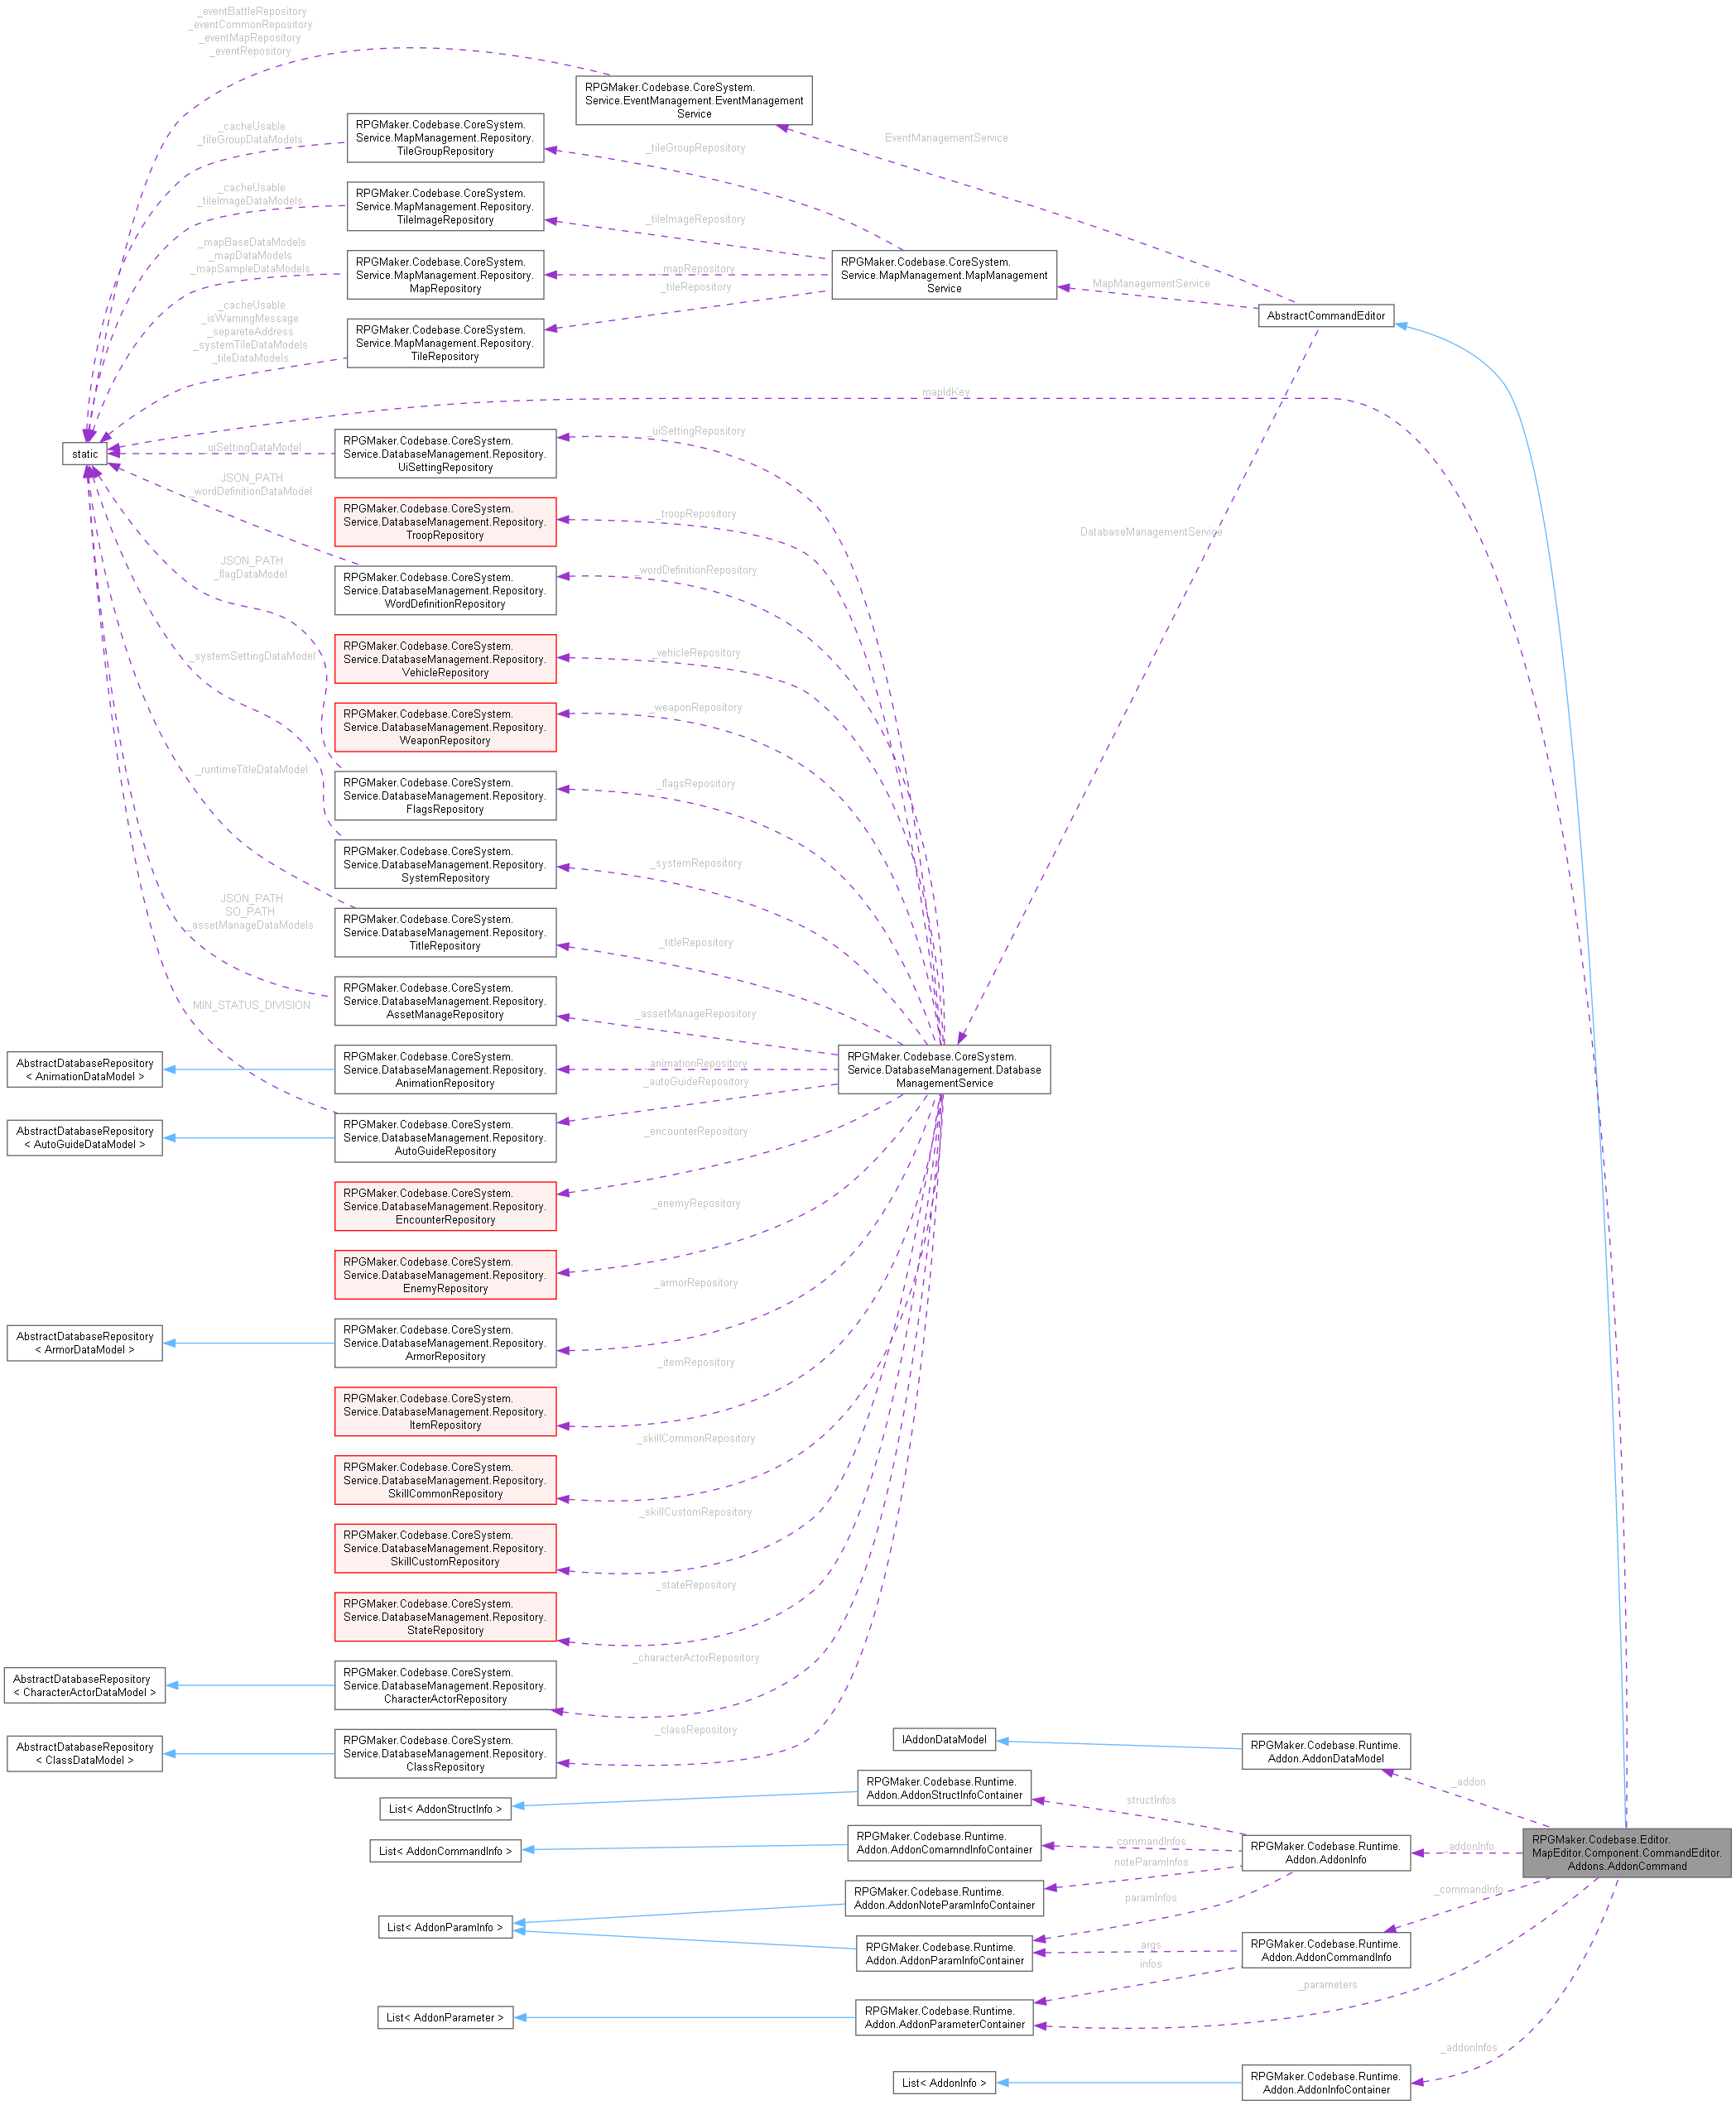 _eventBattleRepository
_eventCommonRepository
_eventMapRepository
_eventRepository
RPGMaker.Codebase.CoreSystem.
Service.EventManagement.EventManagement
Service
_cacheUsable
_tileGroupDataModels
RPGMaker.Codebase.CoreSystem.
Service.MapManagement.Repository.
TileGroupRepository
_tileGroupRepository
EventManagementService
_cacheUsable
_tileImageDataModels
RPGMaker.Codebase.CoreSystem.
Service.MapManagement.Repository.
TileImageRepository
_tileImageRepository
_mapBaseDataModels
_mapDataModels
_mapSampleDataModels
RPGMaker.Codebase.CoreSystem.
Service.MapManagement.Repository.
MapRepository
_mapRepository
_tileRepository
RPGMaker.Codebase.CoreSystem.
Service.MapManagement.MapManagement
Service
MapManagementService
AbstractCommandEditor
_cacheUsable
_isWarningMessage
_separeteAddress
_systemTileDataModels
_tileDataModels
RPGMaker.Codebase.CoreSystem.
Service.MapManagement.Repository.
TileRepository
mapIdKey
static
_uiSettingDataModel
RPGMaker.Codebase.CoreSystem.
Service.DatabaseManagement.Repository.
UiSettingRepository
_uiSettingRepository
JSON_PATH
_wordDefinitionDataModel
RPGMaker.Codebase.CoreSystem.
Service.DatabaseManagement.Repository.
TroopRepository
_troopRepository
DatabaseManagementService
JSON_PATH
_flagDataModel
RPGMaker.Codebase.CoreSystem.
Service.DatabaseManagement.Repository.
WordDefinitionRepository
_wordDefinitionRepository
_systemSettingDataModel
RPGMaker.Codebase.CoreSystem.
Service.DatabaseManagement.Repository.
VehicleRepository
_vehicleRepository
RPGMaker.Codebase.CoreSystem.
Service.DatabaseManagement.Repository.
WeaponRepository
_weaponRepository
_runtimeTitleDataModel
RPGMaker.Codebase.CoreSystem.
Service.DatabaseManagement.Repository.
FlagsRepository
_flagsRepository
RPGMaker.Codebase.CoreSystem.
Service.DatabaseManagement.Repository.
SystemRepository
_systemRepository
JSON_PATH
SO_PATH
_assetManageDataModels
RPGMaker.Codebase.CoreSystem.
Service.DatabaseManagement.Repository.
TitleRepository
_titleRepository
MIN_STATUS_DIVISION
RPGMaker.Codebase.CoreSystem.
Service.DatabaseManagement.Repository.
AssetManageRepository
_assetManageRepository
AbstractDatabaseRepository
< AnimationDataModel >
RPGMaker.Codebase.CoreSystem.
Service.DatabaseManagement.Repository.
AnimationRepository
_animationRepository
_autoGuideRepository
RPGMaker.Codebase.CoreSystem.
Service.DatabaseManagement.Database
ManagementService
AbstractDatabaseRepository
< AutoGuideDataModel >
RPGMaker.Codebase.CoreSystem.
Service.DatabaseManagement.Repository.
AutoGuideRepository
_encounterRepository
RPGMaker.Codebase.CoreSystem.
Service.DatabaseManagement.Repository.
EncounterRepository
_enemyRepository
RPGMaker.Codebase.CoreSystem.
Service.DatabaseManagement.Repository.
EnemyRepository
_armorRepository
AbstractDatabaseRepository
< ArmorDataModel >
RPGMaker.Codebase.CoreSystem.
Service.DatabaseManagement.Repository.
ArmorRepository
_itemRepository
RPGMaker.Codebase.CoreSystem.
Service.DatabaseManagement.Repository.
ItemRepository
_skillCommonRepository
RPGMaker.Codebase.CoreSystem.
Service.DatabaseManagement.Repository.
SkillCommonRepository
_skillCustomRepository
RPGMaker.Codebase.CoreSystem.
Service.DatabaseManagement.Repository.
SkillCustomRepository
_stateRepository
RPGMaker.Codebase.CoreSystem.
Service.DatabaseManagement.Repository.
StateRepository
_characterActorRepository
AbstractDatabaseRepository
< CharacterActorDataModel >
RPGMaker.Codebase.CoreSystem.
Service.DatabaseManagement.Repository.
CharacterActorRepository
_classRepository
AbstractDatabaseRepository
< ClassDataModel >
RPGMaker.Codebase.CoreSystem.
Service.DatabaseManagement.Repository.
ClassRepository
IAddonDataModel
RPGMaker.Codebase.Runtime.
Addon.AddonDataModel
_addon
List< AddonStructInfo >
RPGMaker.Codebase.Runtime.
Addon.AddonStructInfoContainer
structInfos
List< AddonCommandInfo >
RPGMaker.Codebase.Runtime.
Addon.AddonComamndInfoContainer
commandInfos
noteParamInfos
RPGMaker.Codebase.Runtime.
Addon.AddonInfo
_addonInfo
RPGMaker.Codebase.Editor.
MapEditor.Component.CommandEditor.
Addons.AddonCommand
RPGMaker.Codebase.Runtime.
Addon.AddonNoteParamInfoContainer
paramInfos
_commandInfo
List< AddonParamInfo >
RPGMaker.Codebase.Runtime.
Addon.AddonParamInfoContainer
args
infos
RPGMaker.Codebase.Runtime.
Addon.AddonCommandInfo
_parameters
List< AddonParameter >
RPGMaker.Codebase.Runtime.
Addon.AddonParameterContainer
_addonInfos
List< AddonInfo >
RPGMaker.Codebase.Runtime.
Addon.AddonInfoContainer